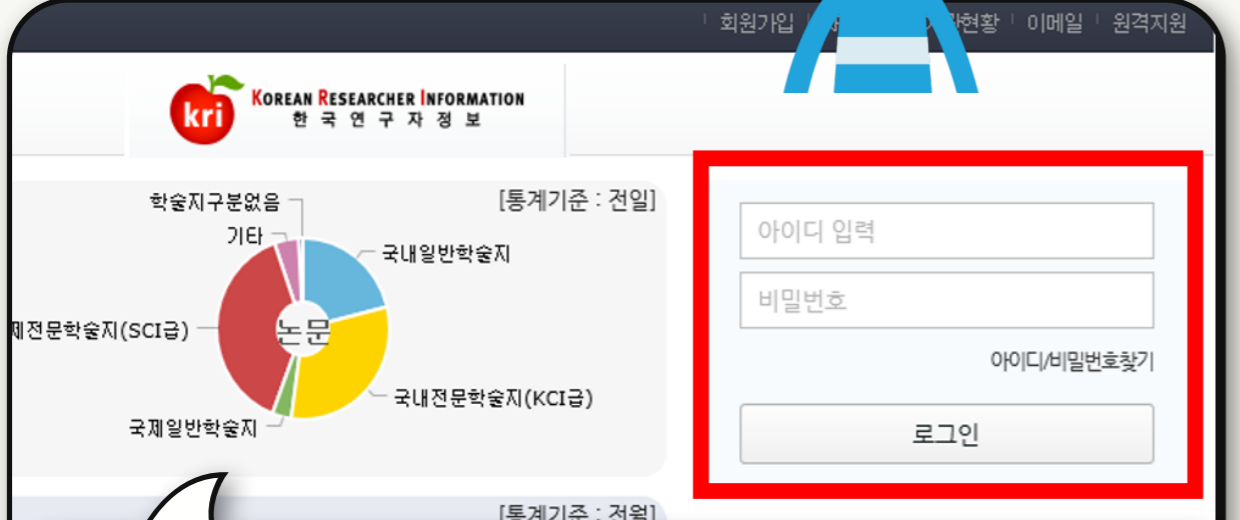 회원가입
현황
이메일
원격지원
kri
KOREAN RESEARCHER INFORMATION
한국연구자정보
[통계기준 : 전일]
학술지구분없음
기타
국내일반학술지
제전문학술지(SCI급)
논문
국내전문학술지(KCI급)
국제일반학술지
아이디 입력
비밀번호
아이디/비밀번호찾기
로그인
[통계기준 : 전월]